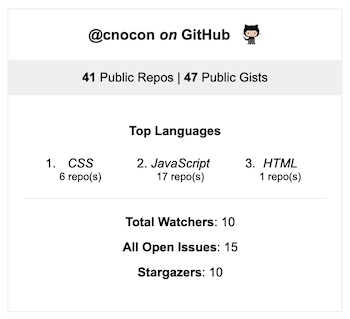 @cnocon on GitHub
41 Public Repos | 47 Public Gists
Top Languages
1. CSS 2. JavaScript 3. HTML
6 repo(s) 17 repo(s) 1 repo(s)
Total Watchers: 10
All Open Issues: 15
Stargazers: 10